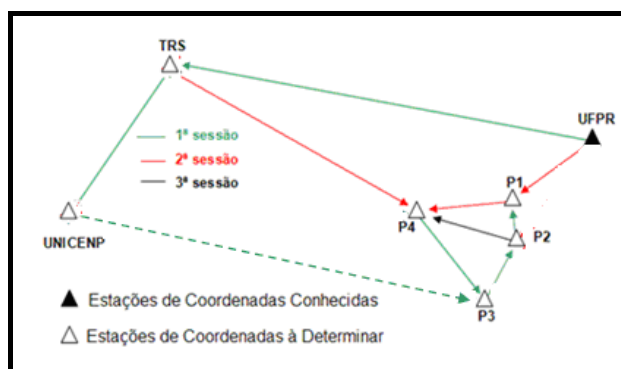 TRS
UFPR
1ª sessão
2ª sessão
3ª sessão
P1
P4
P2
UNICENP
P3
Estações de Coordenadas Conhecidas
Estações de Coordenadas à Determinar